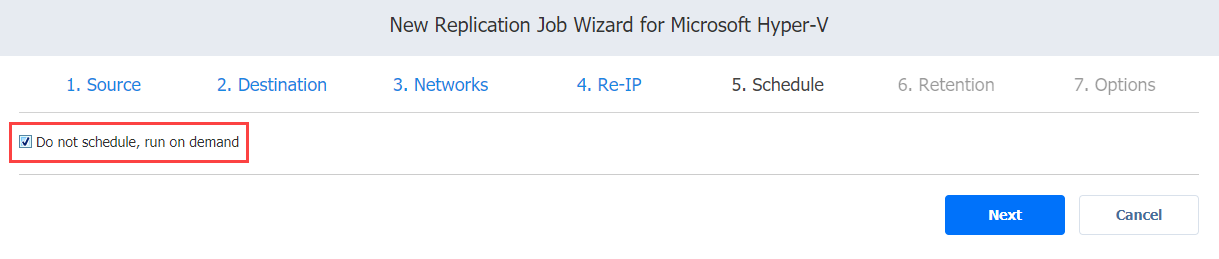 New Replication Job Wizard for Microsoft Hyper-V
1. Source 2. Destination 3. Networks 4. Re-IP 5. Schedule 6. Retention 7. Options
Do not schedule, run on demand
Next Cancel